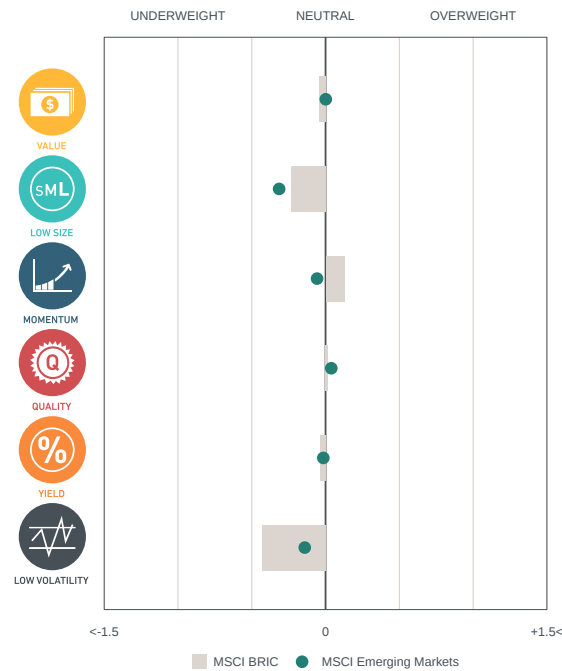 UNDERWEIGHT NEUTRAL OVERWEIGHT
$
VALUE
SML
LOW SIZE
MOMENTUM
Q
QUALITY
%
YIELD
LOW VOLATILITY
<-1.5 0 +1.5<
MSCI BRIC MSCI Emerging Markets